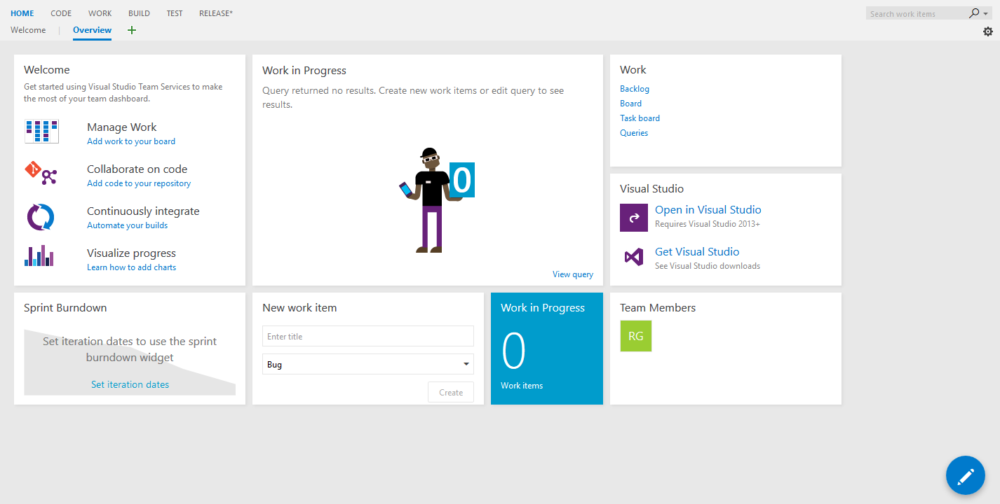 HOME CODE WORK BUILD TEST RELEASE*
Search work items
Welcome | Overview
Welcome
Get started using Visual Studio Team Services to make
the most of your team dashboard.
Manage Work
Add work to your board
Collaborate on code
Add code to your repository
Continuously integrate
Automate your builds
Visualize progress
Learn how to add charts
Work in Progress
Query returned no results. Create new work items or edit query to see
results.
0
View query
Work
Backlog
Board
Task board
Queries
Visual Studio
Open in Visual Studio
Requires Visual Studio 2013+
Get Visual Studio
See Visual Studio downloads
Sprint Burndown
Set iteration dates to use the sprint
burndown widget
Set iteration dates
New work item
Enter title
Bug
Create
Work in Progress
0
Work items
Team Members
RG